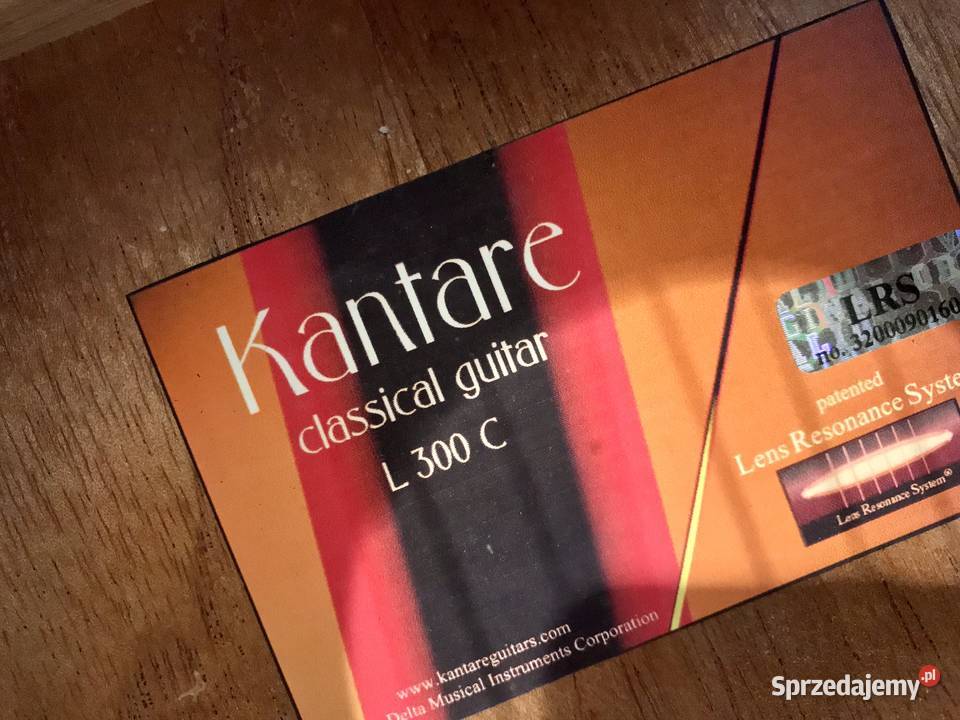 Kantare
classical guitar
L 300 C
www.kantareguitars.com
Delta Musical Instruments Corporation
LRS
no. 3200090160
patented
Lens Resonance
Lens Resonance System®
Sprzedajemy.pl